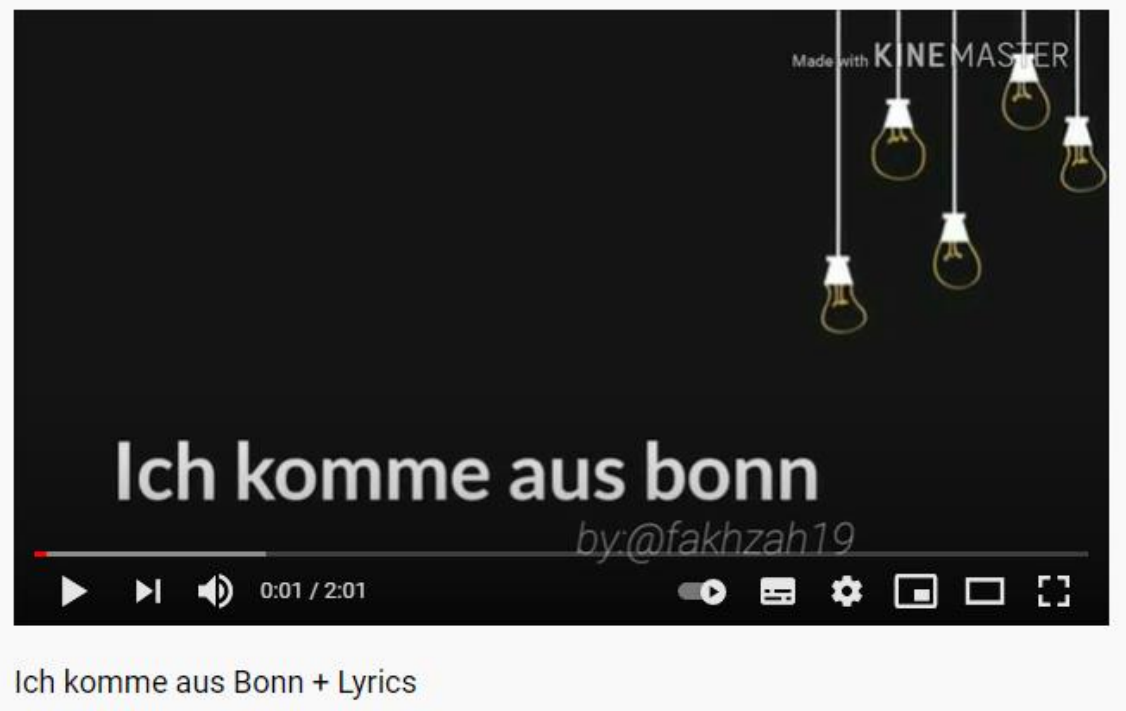 Made with KINEMASTER
Ich komme aus bonn
by:@fakhzah19
0:01 / 2:01
Ich komme aus Bonn + Lyrics